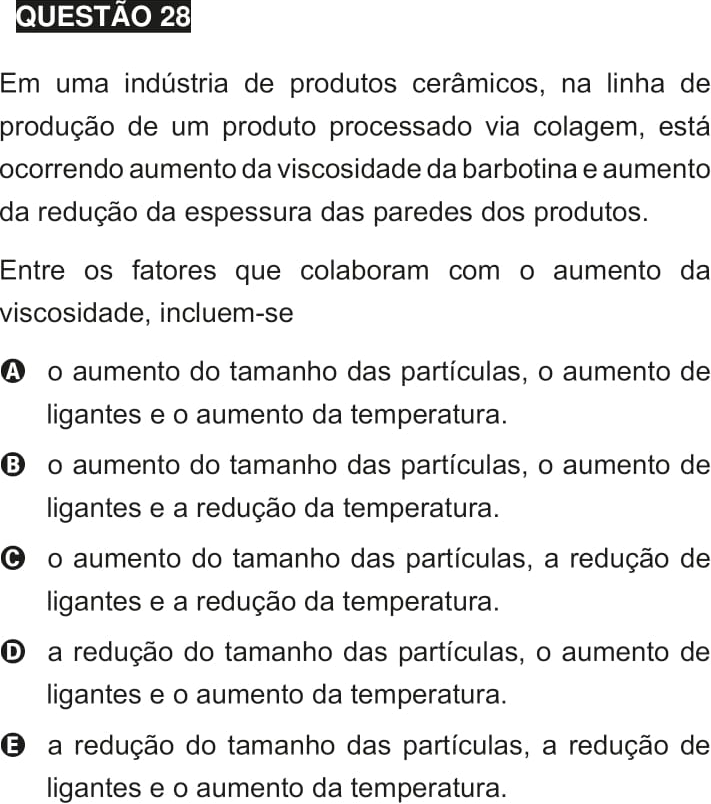 QUESTÃO 28
Em uma indústria de produtos cerâmicos, na linha de
produção de um produto processado via colagem, está
ocorrendo aumento da viscosidade da barbotina e aumento
da redução da espessura das paredes dos produtos.
Entre os fatores que colaboram com o aumento da
viscosidade, incluem-se
A o aumento do tamanho das partículas, o aumento de
ligantes e o aumento da temperatura.
B o aumento do tamanho das partículas, o aumento de
ligantes e a redução da temperatura.
C o aumento do tamanho das partículas, a redução de
ligantes e a redução da temperatura.
D a redução do tamanho das partículas, o aumento de
ligantes e o aumento da temperatura.
E a redução do tamanho das partículas, a redução de
ligantes e o aumento da temperatura.